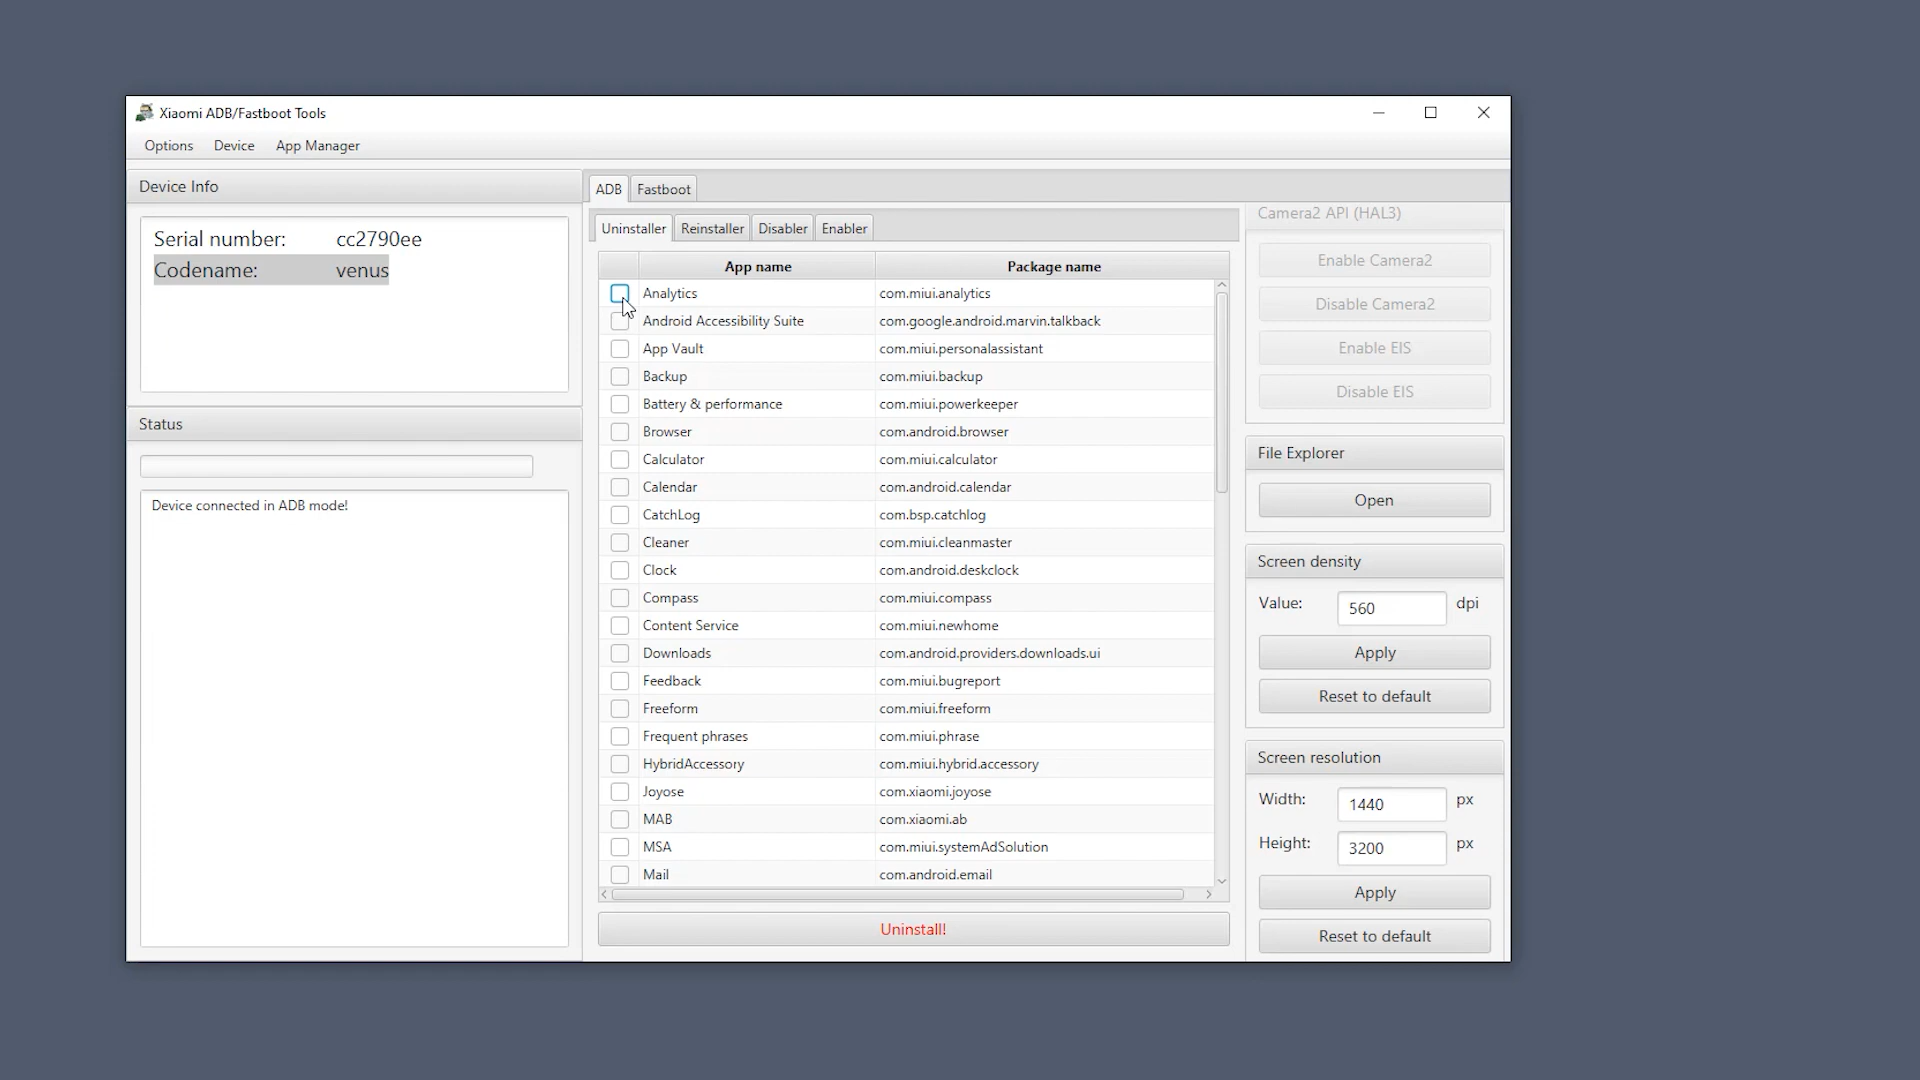 Xiaomi ADB/Fastboot Tools
Options Device App Manager
Device Info
Serial number: cc2790ee
Codename: venus
Status
Device connected in ADB mode!
ADB Fastboot
Uninstaller Reinstaller Disabler Enabler
App name Package name
Analytics com.miui.analytics
Android Accessibility Suite com.google.android.marvin.talkback
App Vault com.miui.personalassistant
Backup com.miui.backup
Battery & performance com.miui.powerkeeper
Browser com.android.browser
Calculator com.miui.calculator
Calendar com.android.calendar
CatchLog com.bsp.catchlog
Cleaner com.miui.cleanmaster
Clock com.android.deskclock
Compass com.miui.compass
Content Service com.miui.newhome
Downloads com.android.providers.downloads.ui
Feedback com.miui.bugreport
Freeform com.miui.freeform
Frequent phrases com.miui.phrase
HybridAccessory com.miui.hybrid.accessory
Joyose com.xiaomi.joyose
MAB com.xiaomi.ab
MSA com.miui.systemAdSolution
Mail com.android.email
Uninstall!
Camera2 API (HAL3)
Enable Camera2
Disable Camera2
Enable EIS
Disable EIS
File Explorer
Open
Screen density
Value: 560 dpi
Apply
Reset to default
Screen resolution
Width: 1440 px
Height: 3200 px
Apply
Reset to default